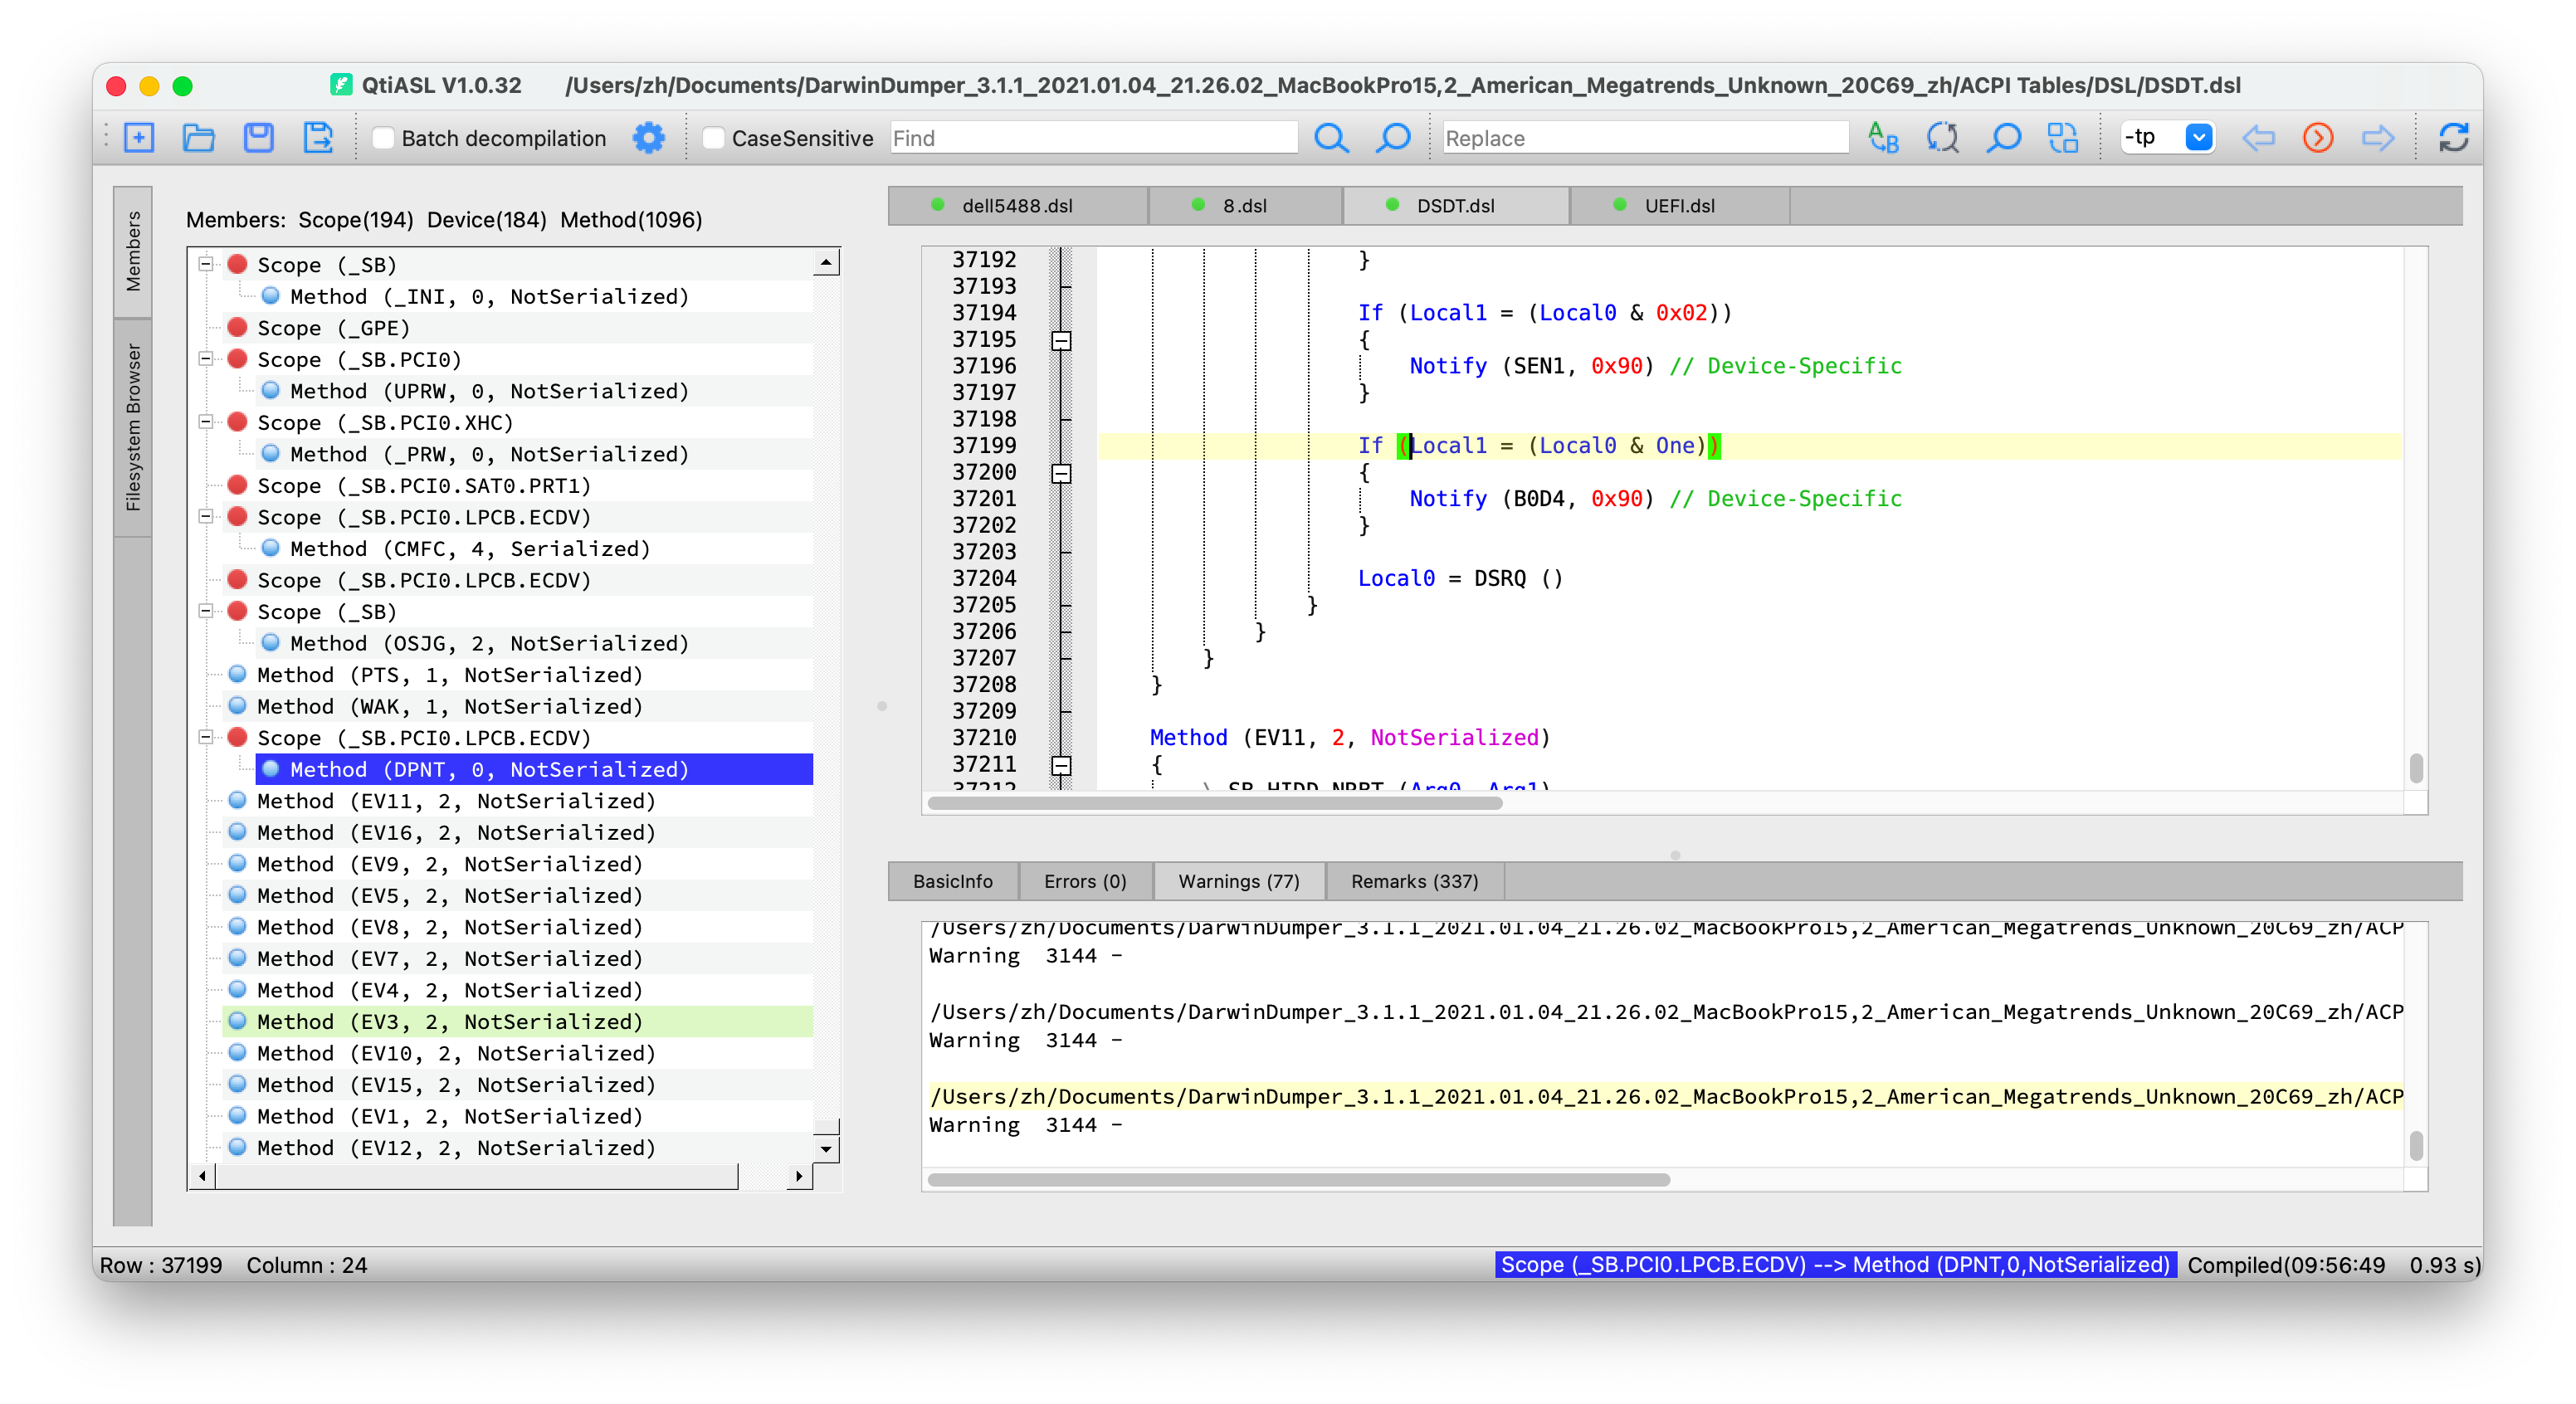 QtiASL V1.0.32 /Users/zh/Documents/DarwinDumper_3.1.1_2021.01.04_21.26.02_MacBookPro15,2_American_Megatrends_Unknown_20C69_zh/ACPI Tables/DSL/DSDT.dsl
Batch decompilation CaseSensitive Find Replace -tp
Members
Filesystem Browser
Members: Scope(194) Device(184) Method(1096)
Scope (_SB)
Method (_INI, 0, NotSerialized)
Scope (_GPE)
Scope (_SB.PCI0)
Method (UPRW, 0, NotSerialized)
Scope (_SB.PCI0.XHC)
Method (_PRW, 0, NotSerialized)
Scope (_SB.PCI0.SAT0.PRT1)
Scope (_SB.PCI0.LPCB.ECDV)
Method (CMFC, 4, Serialized)
Scope (_SB.PCI0.LPCB.ECDV)
Scope (_SB)
Method (OSJG, 2, NotSerialized)
Method (PTS, 1, NotSerialized)
Method (WAK, 1, NotSerialized)
Scope (_SB.PCI0.LPCB.ECDV)
Method (DPNT, 0, NotSerialized)
Method (EV11, 2, NotSerialized)
Method (EV16, 2, NotSerialized)
Method (EV9, 2, NotSerialized)
Method (EV5, 2, NotSerialized)
Method (EV8, 2, NotSerialized)
Method (EV7, 2, NotSerialized)
Method (EV4, 2, NotSerialized)
Method (EV3, 2, NotSerialized)
Method (EV10, 2, NotSerialized)
Method (EV15, 2, NotSerialized)
Method (EV1, 2, NotSerialized)
Method (EV12, 2, NotSerialized)
dell5488.dsl 8.dsl DSDT.dsl UEFI.dsl
37192 }
37193
37194 If (Local1 = (Local0 & 0x02))
37195 {
37196 Notify (SEN1, 0x90) // Device-Specific
37197 }
37198
37199 If (Local1 = (Local0 & One))
37200 {
37201 Notify (B0D4, 0x90) // Device-Specific
37202 }
37203
37204 Local0 = DSRQ ()
37205 }
37206 }
37207 }
37208 }
37209
37210 Method (EV11, 2, NotSerialized)
37211 {
37212 \_SB.HIDD.NPBT (Arg0, Arg1)
BasicInfo Errors (0) Warnings (77) Remarks (337)
/Users/zh/Documents/DarwinDumper_3.1.1_2021.01.04_21.26.02_MacBookPro15,2_American_Megatrends_Unknown_20C69_zh/ACP
Warning 3144 -
/Users/zh/Documents/DarwinDumper_3.1.1_2021.01.04_21.26.02_MacBookPro15,2_American_Megatrends_Unknown_20C69_zh/ACP
Warning 3144 -
/Users/zh/Documents/DarwinDumper_3.1.1_2021.01.04_21.26.02_MacBookPro15,2_American_Megatrends_Unknown_20C69_zh/ACP
Warning 3144 -
Row : 37199 Column : 24 Scope (_SB.PCI0.LPCB.ECDV) --> Method (DPNT,0,NotSerialized) Compiled(09:56:49 0.93 s)